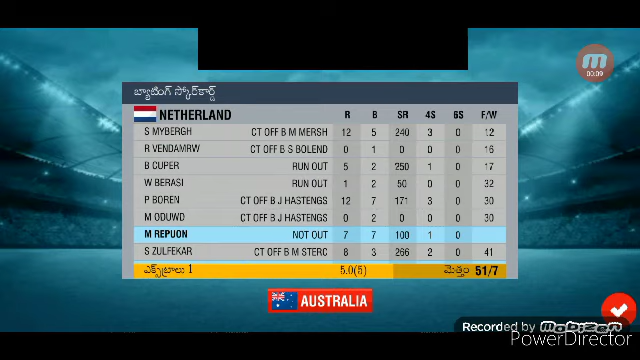 00:09
బ్యాటింగ్ స్కోర్‌కార్డ్
NETHERLAND R B SR 4S 6S F/W
S MYBERGH CT OFF B M MERSH 12 5 240 3 0 12
R VENDAMRW CT OFF B S BOLEND 0 1 0 0 0 16
B CUPER RUN OUT 5 2 250 1 0 17
W BERASI RUN OUT 1 2 50 0 0 32
P BOREN CT OFF B J HASTENGS 12 7 171 3 0 30
M ODUWD CT OFF B J HASTENGS 0 2 0 0 0 30
M REPUON NOT OUT 7 7 100 1 0
S ZULFEKAR CT OFF B M STERC 8 3 266 2 0 41
ఎక్స్‌ట్రాలు 1 5.0(5) మొత్తం 51/7
AUSTRALIA
Recorded by
PowerDirector